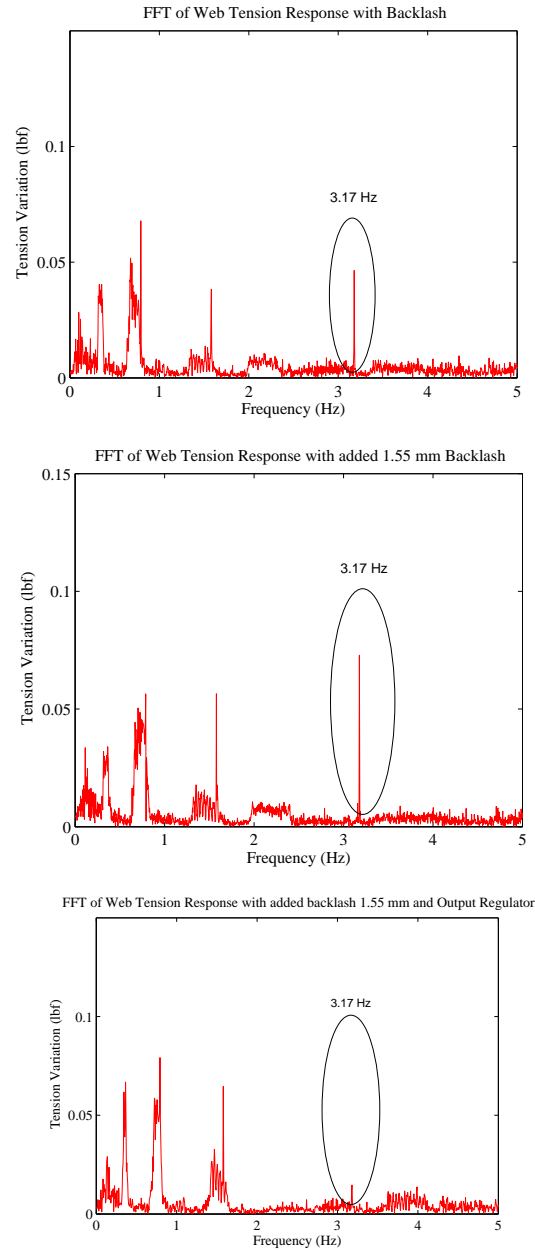 FFT of Web Tension Response with Backlash
0.1
0.05
0
Tension Variation (lbf)
3.17 Hz
0 1 2 3 4 5
Frequency (Hz)
FFT of Web Tension Response with added 1.55 mm Backlash
0.15
0.1
0.05
0
Tension Variation (lbf)
3.17 Hz
0 1 2 3 4 5
Frequency (Hz)
FFT of Web Tension Response with added backlash 1.55 mm and Output Regulator
0.1
0.05
0
Tension Variation (lbf)
3.17 Hz
0 1 2 3 4 5
Frequency (Hz)